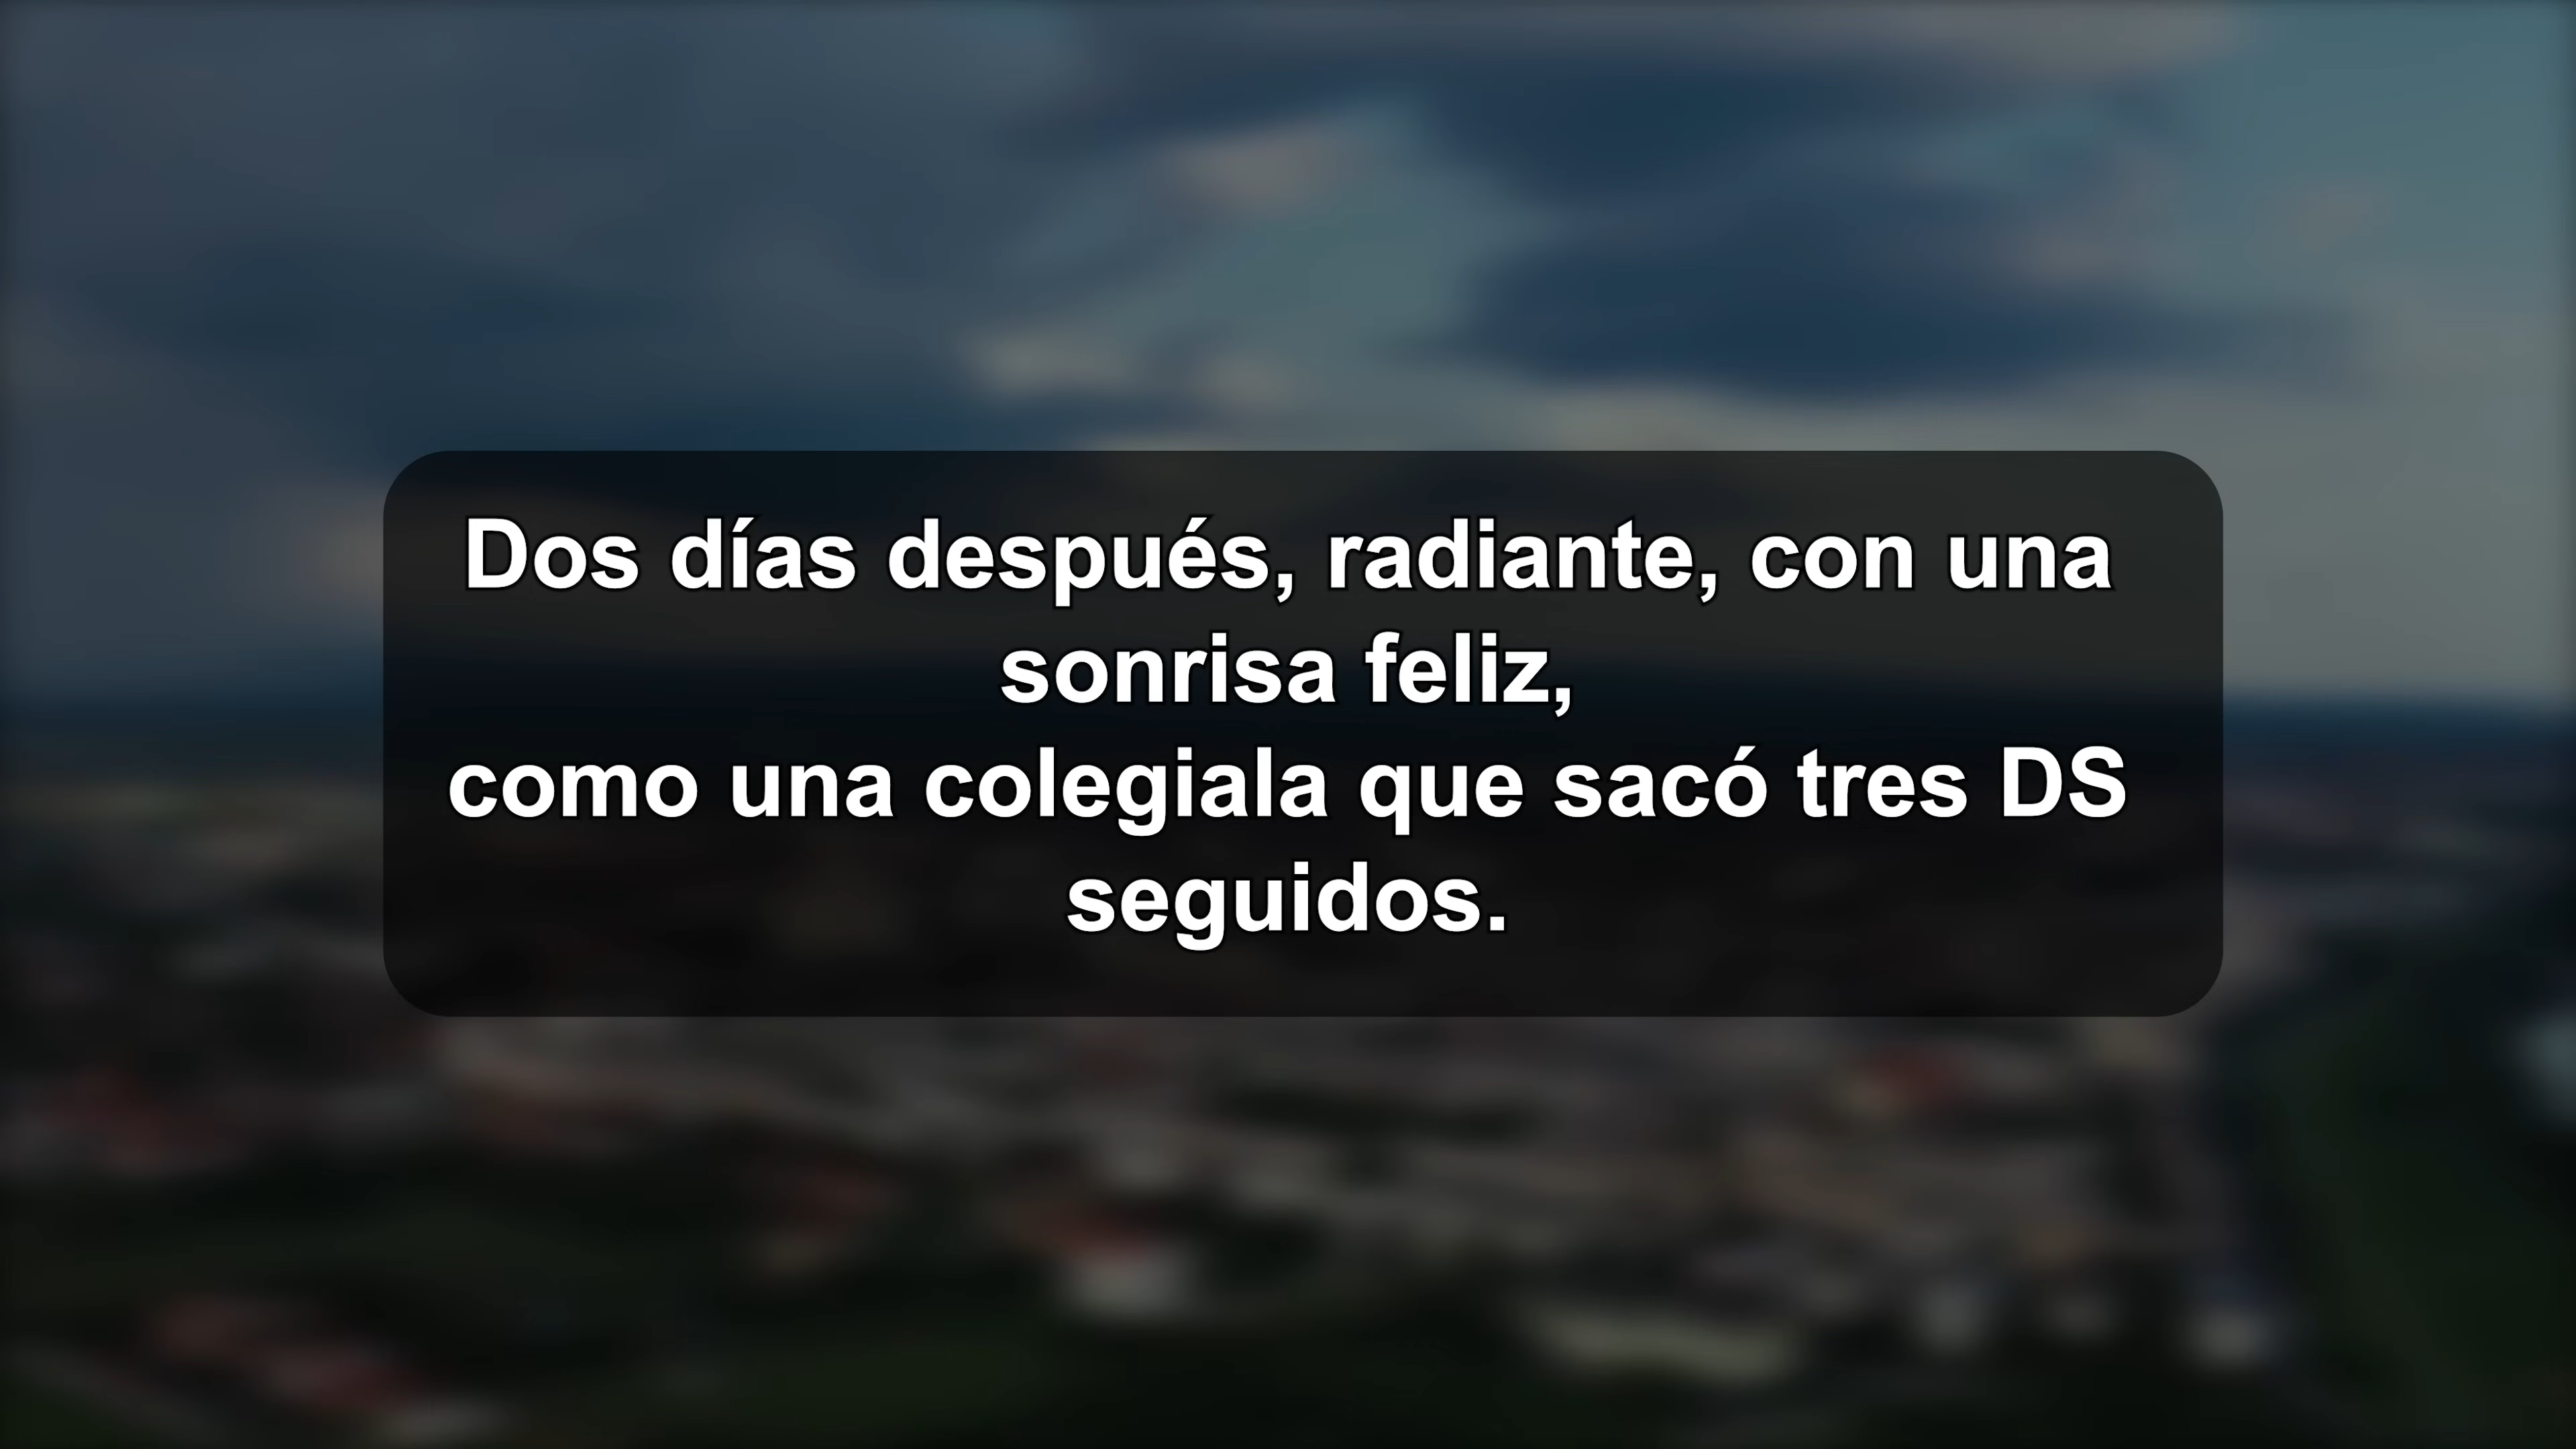 Dos días después, radiante, con una
sonrisa feliz,
como una colegiala que sacó tres DS
seguidos.